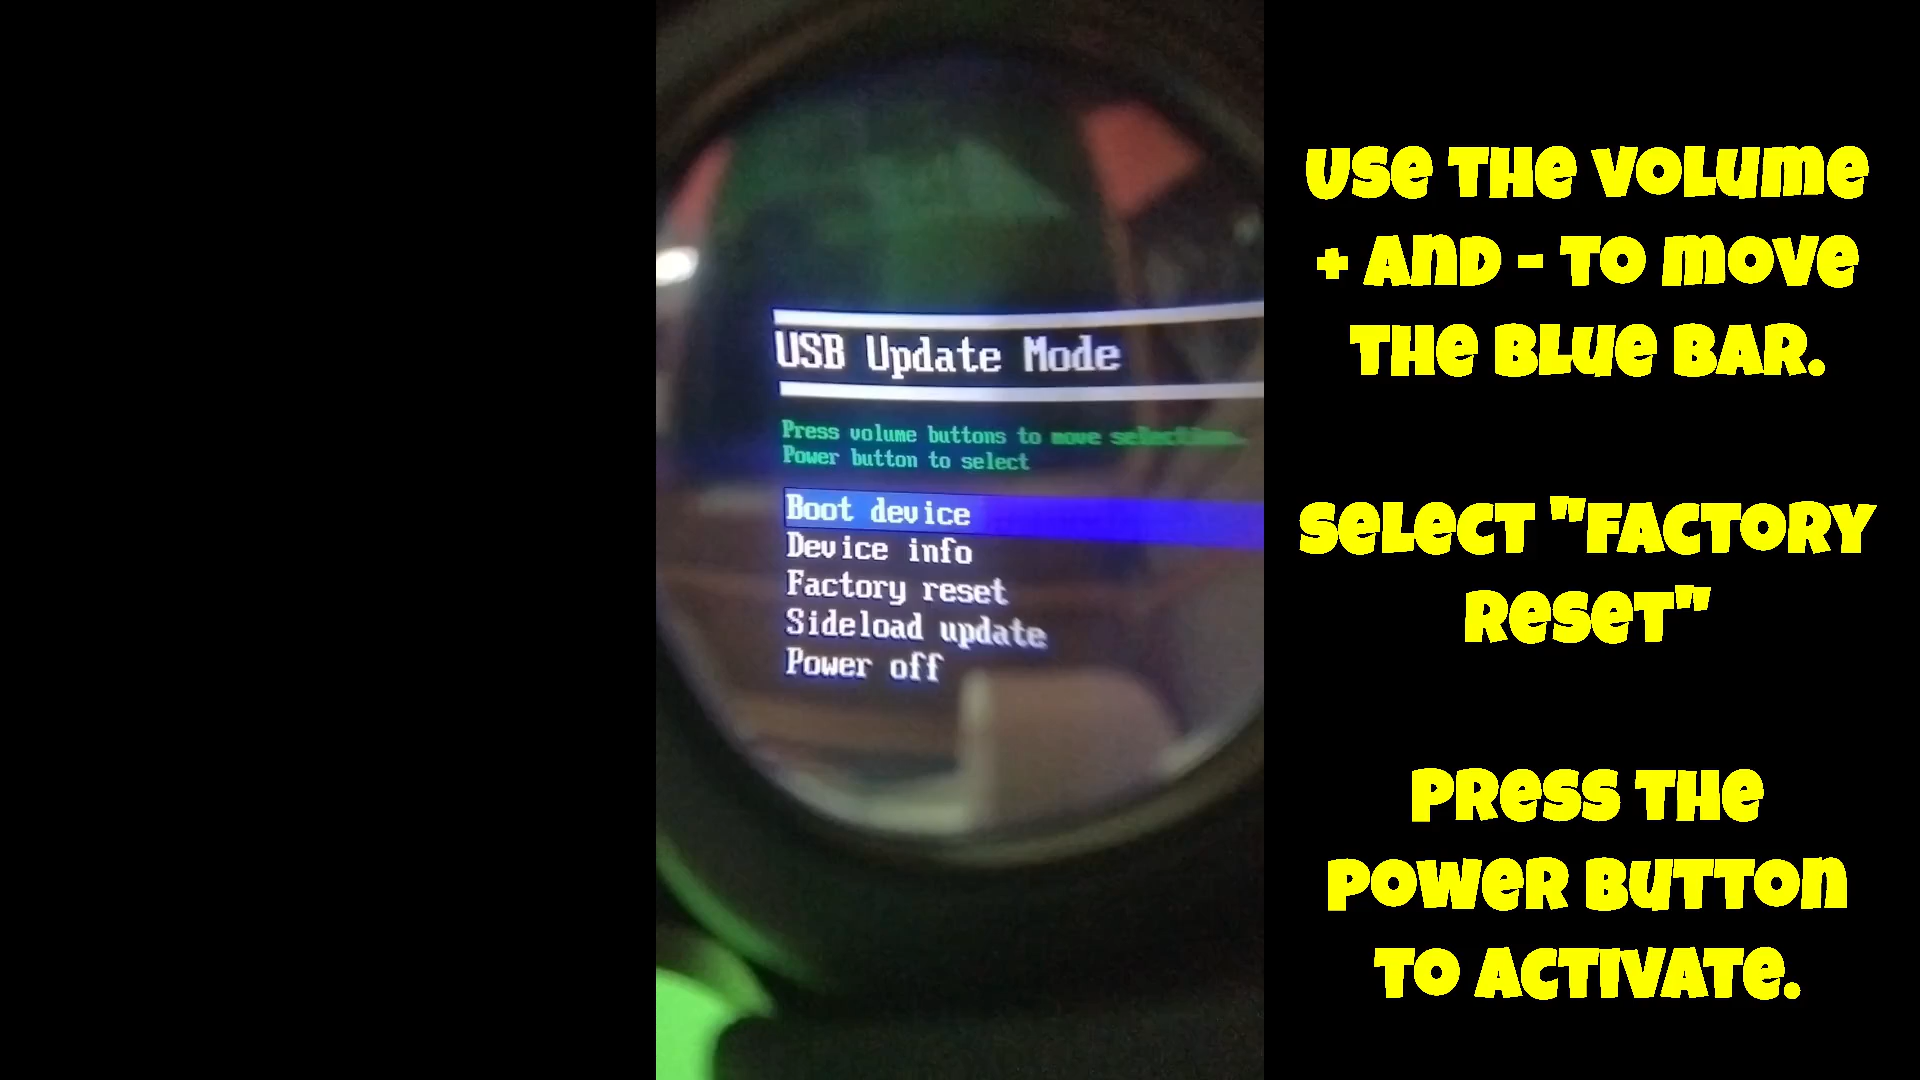 USB Update Mode
Press volume buttons to move selection.
Power button to select
Boot device
Device info
Factory reset
Sideload update
Power off
USE THE VOLUME
+ AND - TO MOVE
THE BLUE BAR.
SELECT "FACTORY
RESET"
PRESS THE
POWER BUTTON
TO ACTIVATE.